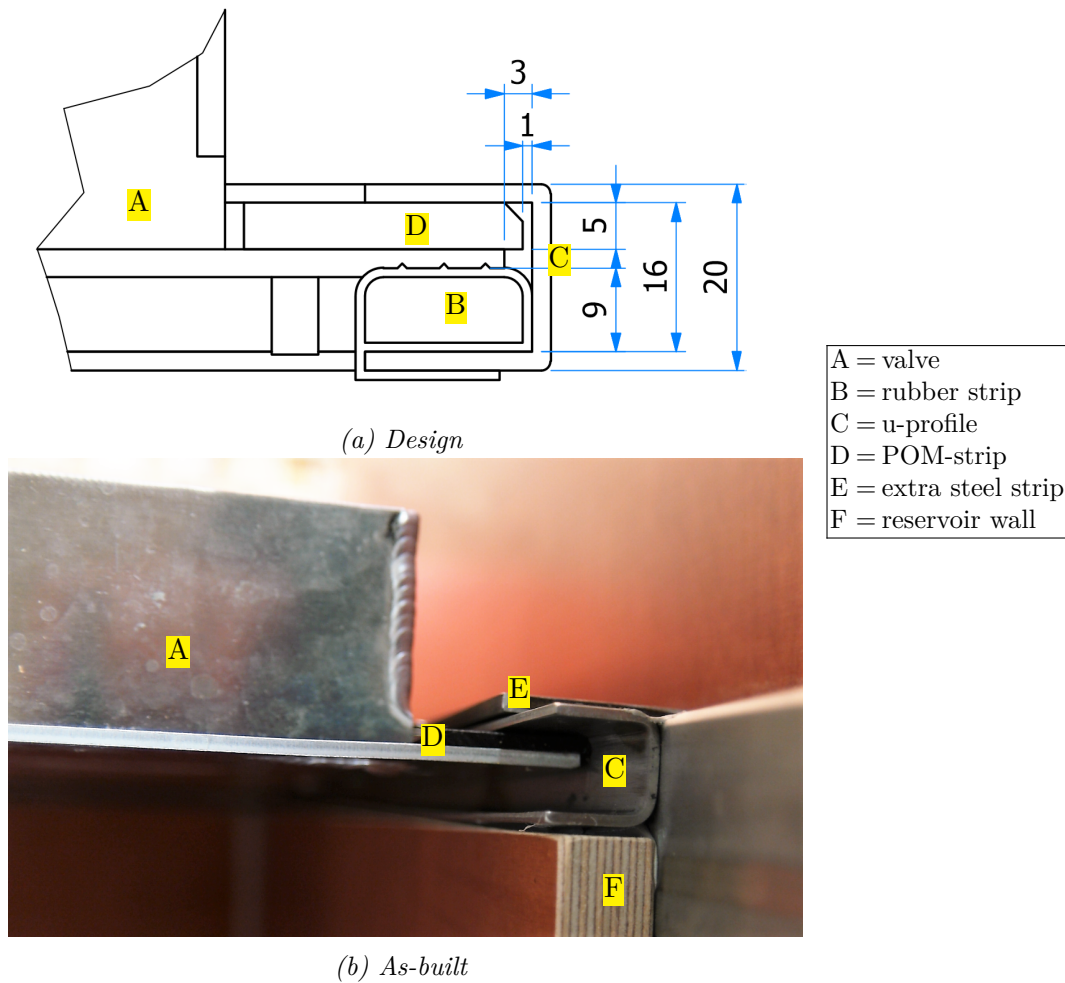 3
1
A
D
5
C
16
20
B
9
(a) Design
A = valve
B = rubber strip
C = u-profile
D = POM-strip
E = extra steel strip
F = reservoir wall
A
E
D
C
F
(b) As-built